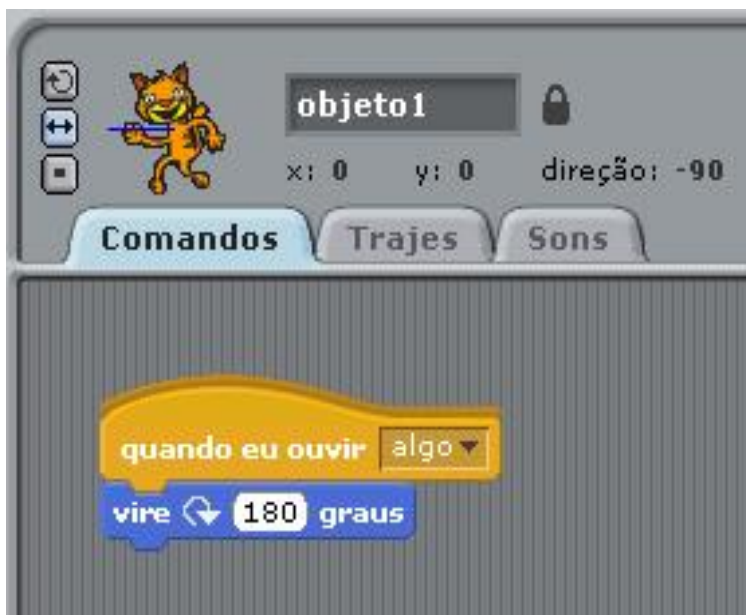 objeto1
x: 0 y: 0 direção: -90
Comandos Trajes Sons
quando eu ouvir algo
vire 180 graus